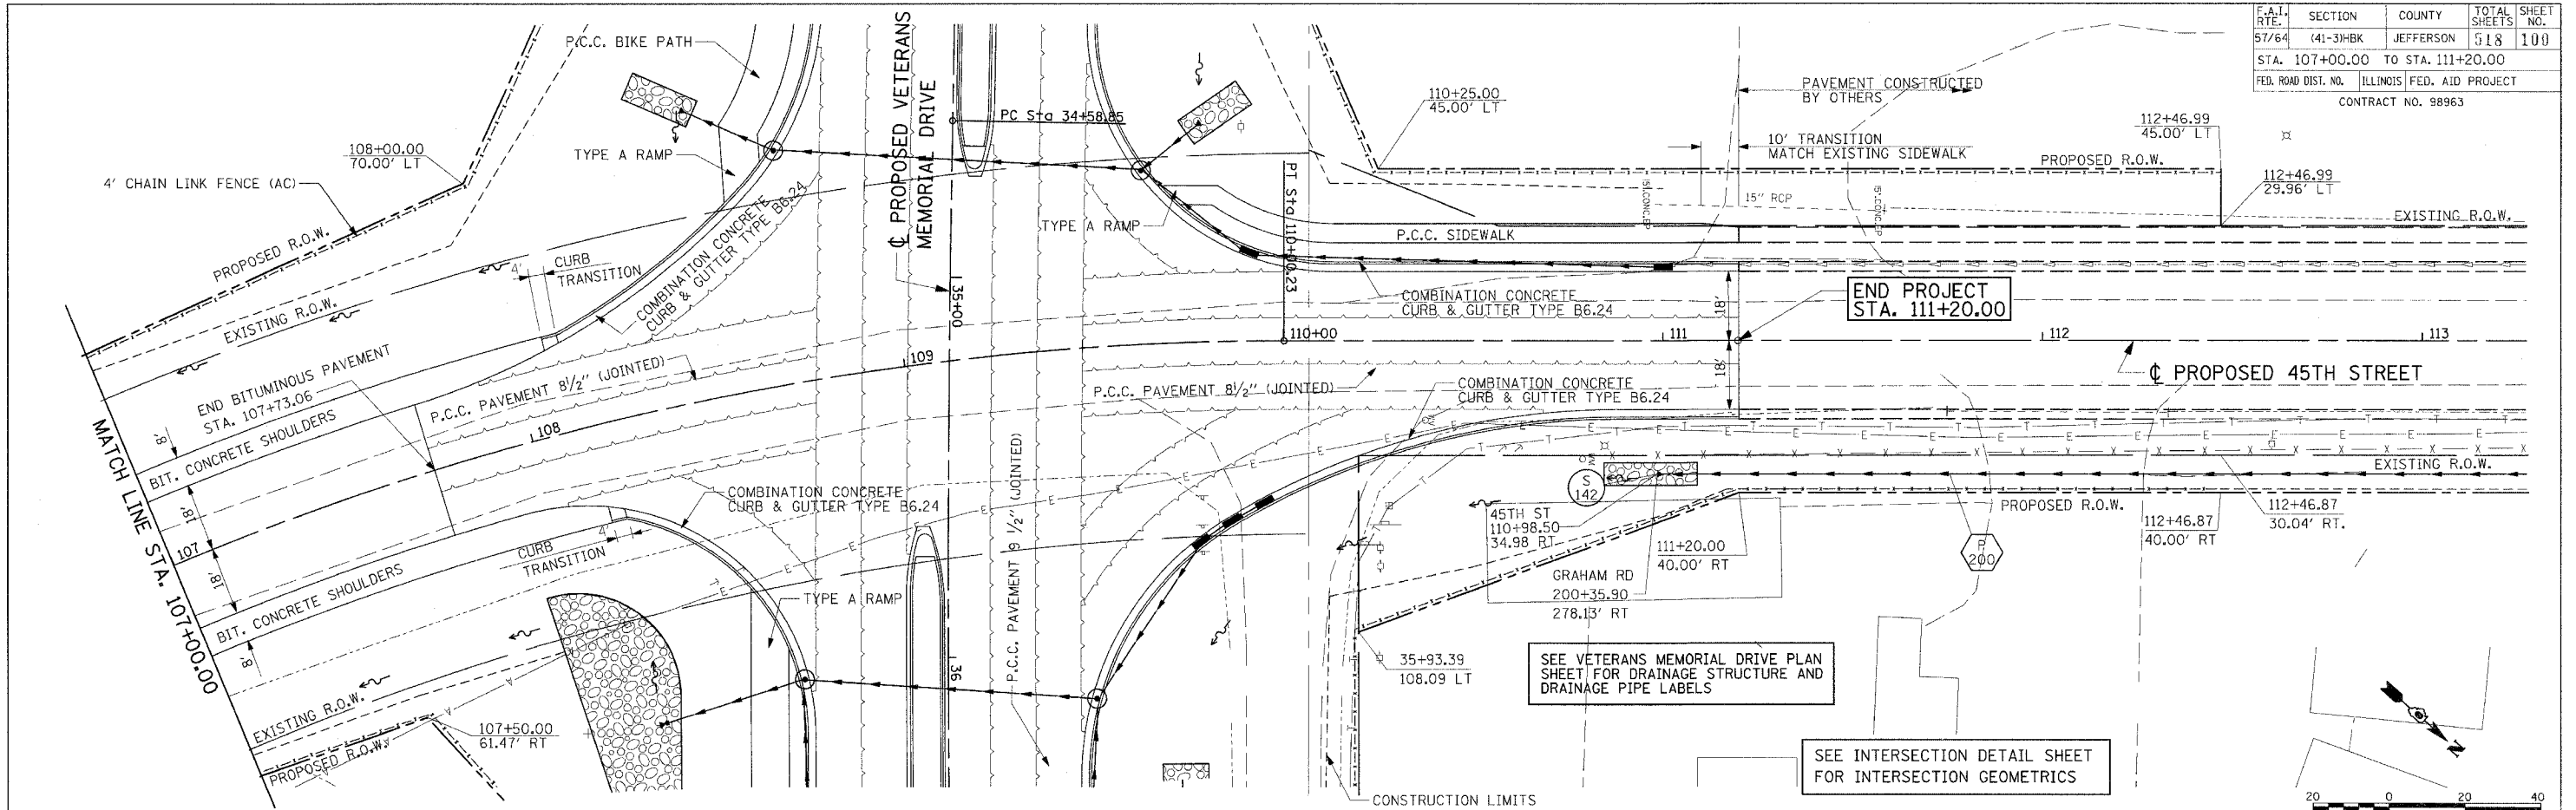 F.A.I. RTE. SECTION COUNTY TOTAL SHEETS SHEET NO.
57/64 (41-3)HBK JEFFERSON 518 100
STA. 107+00.00 TO STA. 111+20.00
FED. ROAD DIST. NO. ILLINOIS FED. AID PROJECT
CONTRACT NO. 98963
P.C.C. BIKE PATH
TYPE A RAMP
108+00.00
70.00' LT
4' CHAIN LINK FENCE (AC)
PROPOSED R.O.W.
EXISTING R.O.W.
4'
CURB
TRANSITION
COMBINATION CONCRETE
CURB & GUTTER TYPE B6.24
℄ PROPOSED VETERANS
MEMORIAL DRIVE
PC Sta 34+58.85
35+00
36
TYPE A RAMP
PT Sta 110+00.23
110+25.00
45.00' LT
PAVEMENT CONSTRUCTED
BY OTHERS
10' TRANSITION
MATCH EXISTING SIDEWALK
PROPOSED R.O.W.
112+46.99
45.00' LT
112+46.99
29.96' LT
15" RCP
EXISTING R.O.W.
P.C.C. SIDEWALK
COMBINATION CONCRETE
CURB & GUTTER TYPE B6.24
18'
18'
END PROJECT
STA. 111+20.00
107
108
109
110+00
111
112
113
℄ PROPOSED 45TH STREET
END BITUMINOUS PAVEMENT
STA. 107+73.06
P.C.C. PAVEMENT 8 1/2" (JOINTED)
BIT. CONCRETE SHOULDERS
8'
18'
18'
8'
MATCH LINE STA. 107+00.00
BIT. CONCRETE SHOULDERS
CURB
TRANSITION
4'
COMBINATION CONCRETE
CURB & GUTTER TYPE B6.24
P.C.C. PAVEMENT 8 1/2" (JOINTED)
COMBINATION CONCRETE
CURB & GUTTER TYPE B6.24
P.C.C. PAVEMENT 9 1/2" (JOINTED)
TYPE A RAMP
EXISTING R.O.W.
PROPOSED R.O.W.
107+50.00
61.47' RT
S
142
45TH ST
110+98.50
34.98 RT
GRAHAM RD
200+35.90
278.13' RT
111+20.00
40.00' RT
35+93.39
108.09 LT
P
200
EXISTING R.O.W.
PROPOSED R.O.W.
112+46.87
40.00' RT
112+46.87
30.04' RT.
SEE VETERANS MEMORIAL DRIVE PLAN
SHEET FOR DRAINAGE STRUCTURE AND
DRAINAGE PIPE LABELS
SEE INTERSECTION DETAIL SHEET
FOR INTERSECTION GEOMETRICS
CONSTRUCTION LIMITS
N
20 0 20 40